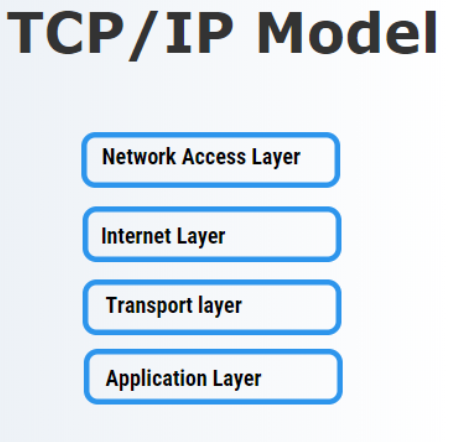 TCP/IP Model
Network Access Layer
Internet Layer
Transport layer
Application Layer